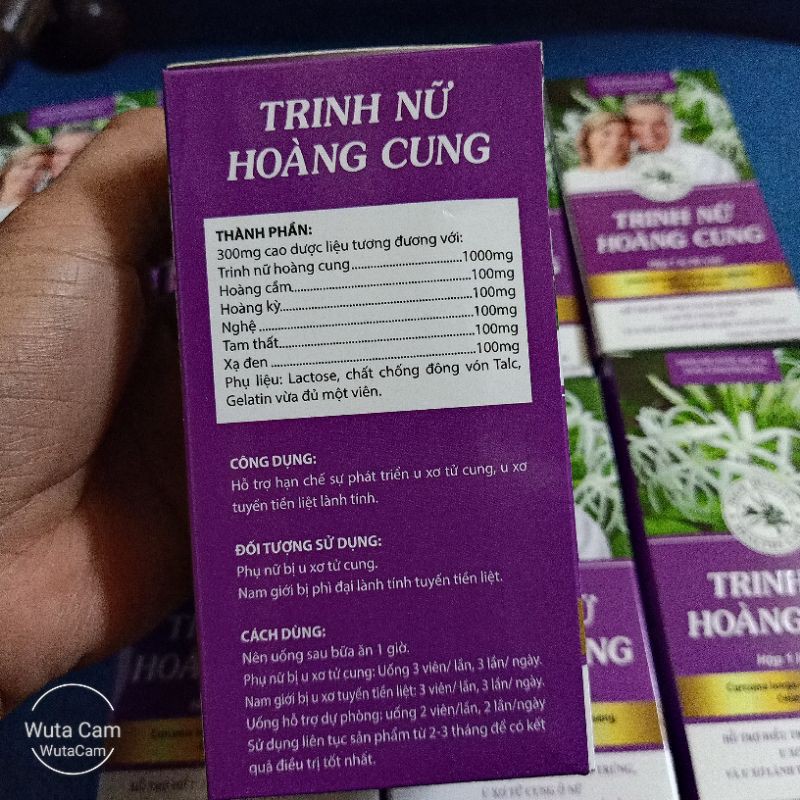 TRINH NỮ
HOÀNG CUNG
THÀNH PHẦN:
300mg cao dược liệu tương đương với:
Trinh nữ hoàng cung....................1000mg
Hoàng cầm....................100mg
Hoàng kỳ....................100mg
Nghệ....................100mg
Tam thất....................100mg
Xạ đen....................100mg
Phụ liệu: Lactose, chất chống đông vón Talc,
Gelatin vừa đủ một viên.
CÔNG DỤNG:
Hỗ trợ hạn chế sự phát triển u xơ tử cung, u xơ
tuyến tiền liệt lành tính.
ĐỐI TƯỢNG SỬ DỤNG:
Phụ nữ bị u xơ tử cung.
Nam giới bị phì đại lành tính tuyến tiền liệt.
CÁCH DÙNG:
Nên uống sau bữa ăn 1 giờ.
Phụ nữ bị u xơ tử cung: Uống 3 viên/ lần, 3 lần/ ngày.
Nam giới bị u xơ tuyến tiền liệt: 3 viên/ lần, 3 lần/ ngày.
Uống hỗ trợ dự phòng: uống 2 viên/lần, 2 lần/ngày
Sử dụng liên tục sản phẩm từ 2-3 tháng để có kết
quả điều trị tốt nhất.
TRINH NỮ
HOÀNG CUNG
TRINH
HOÀNG
NỮ
NG
TRINH
HOÀN
Wuta Cam
WutaCam